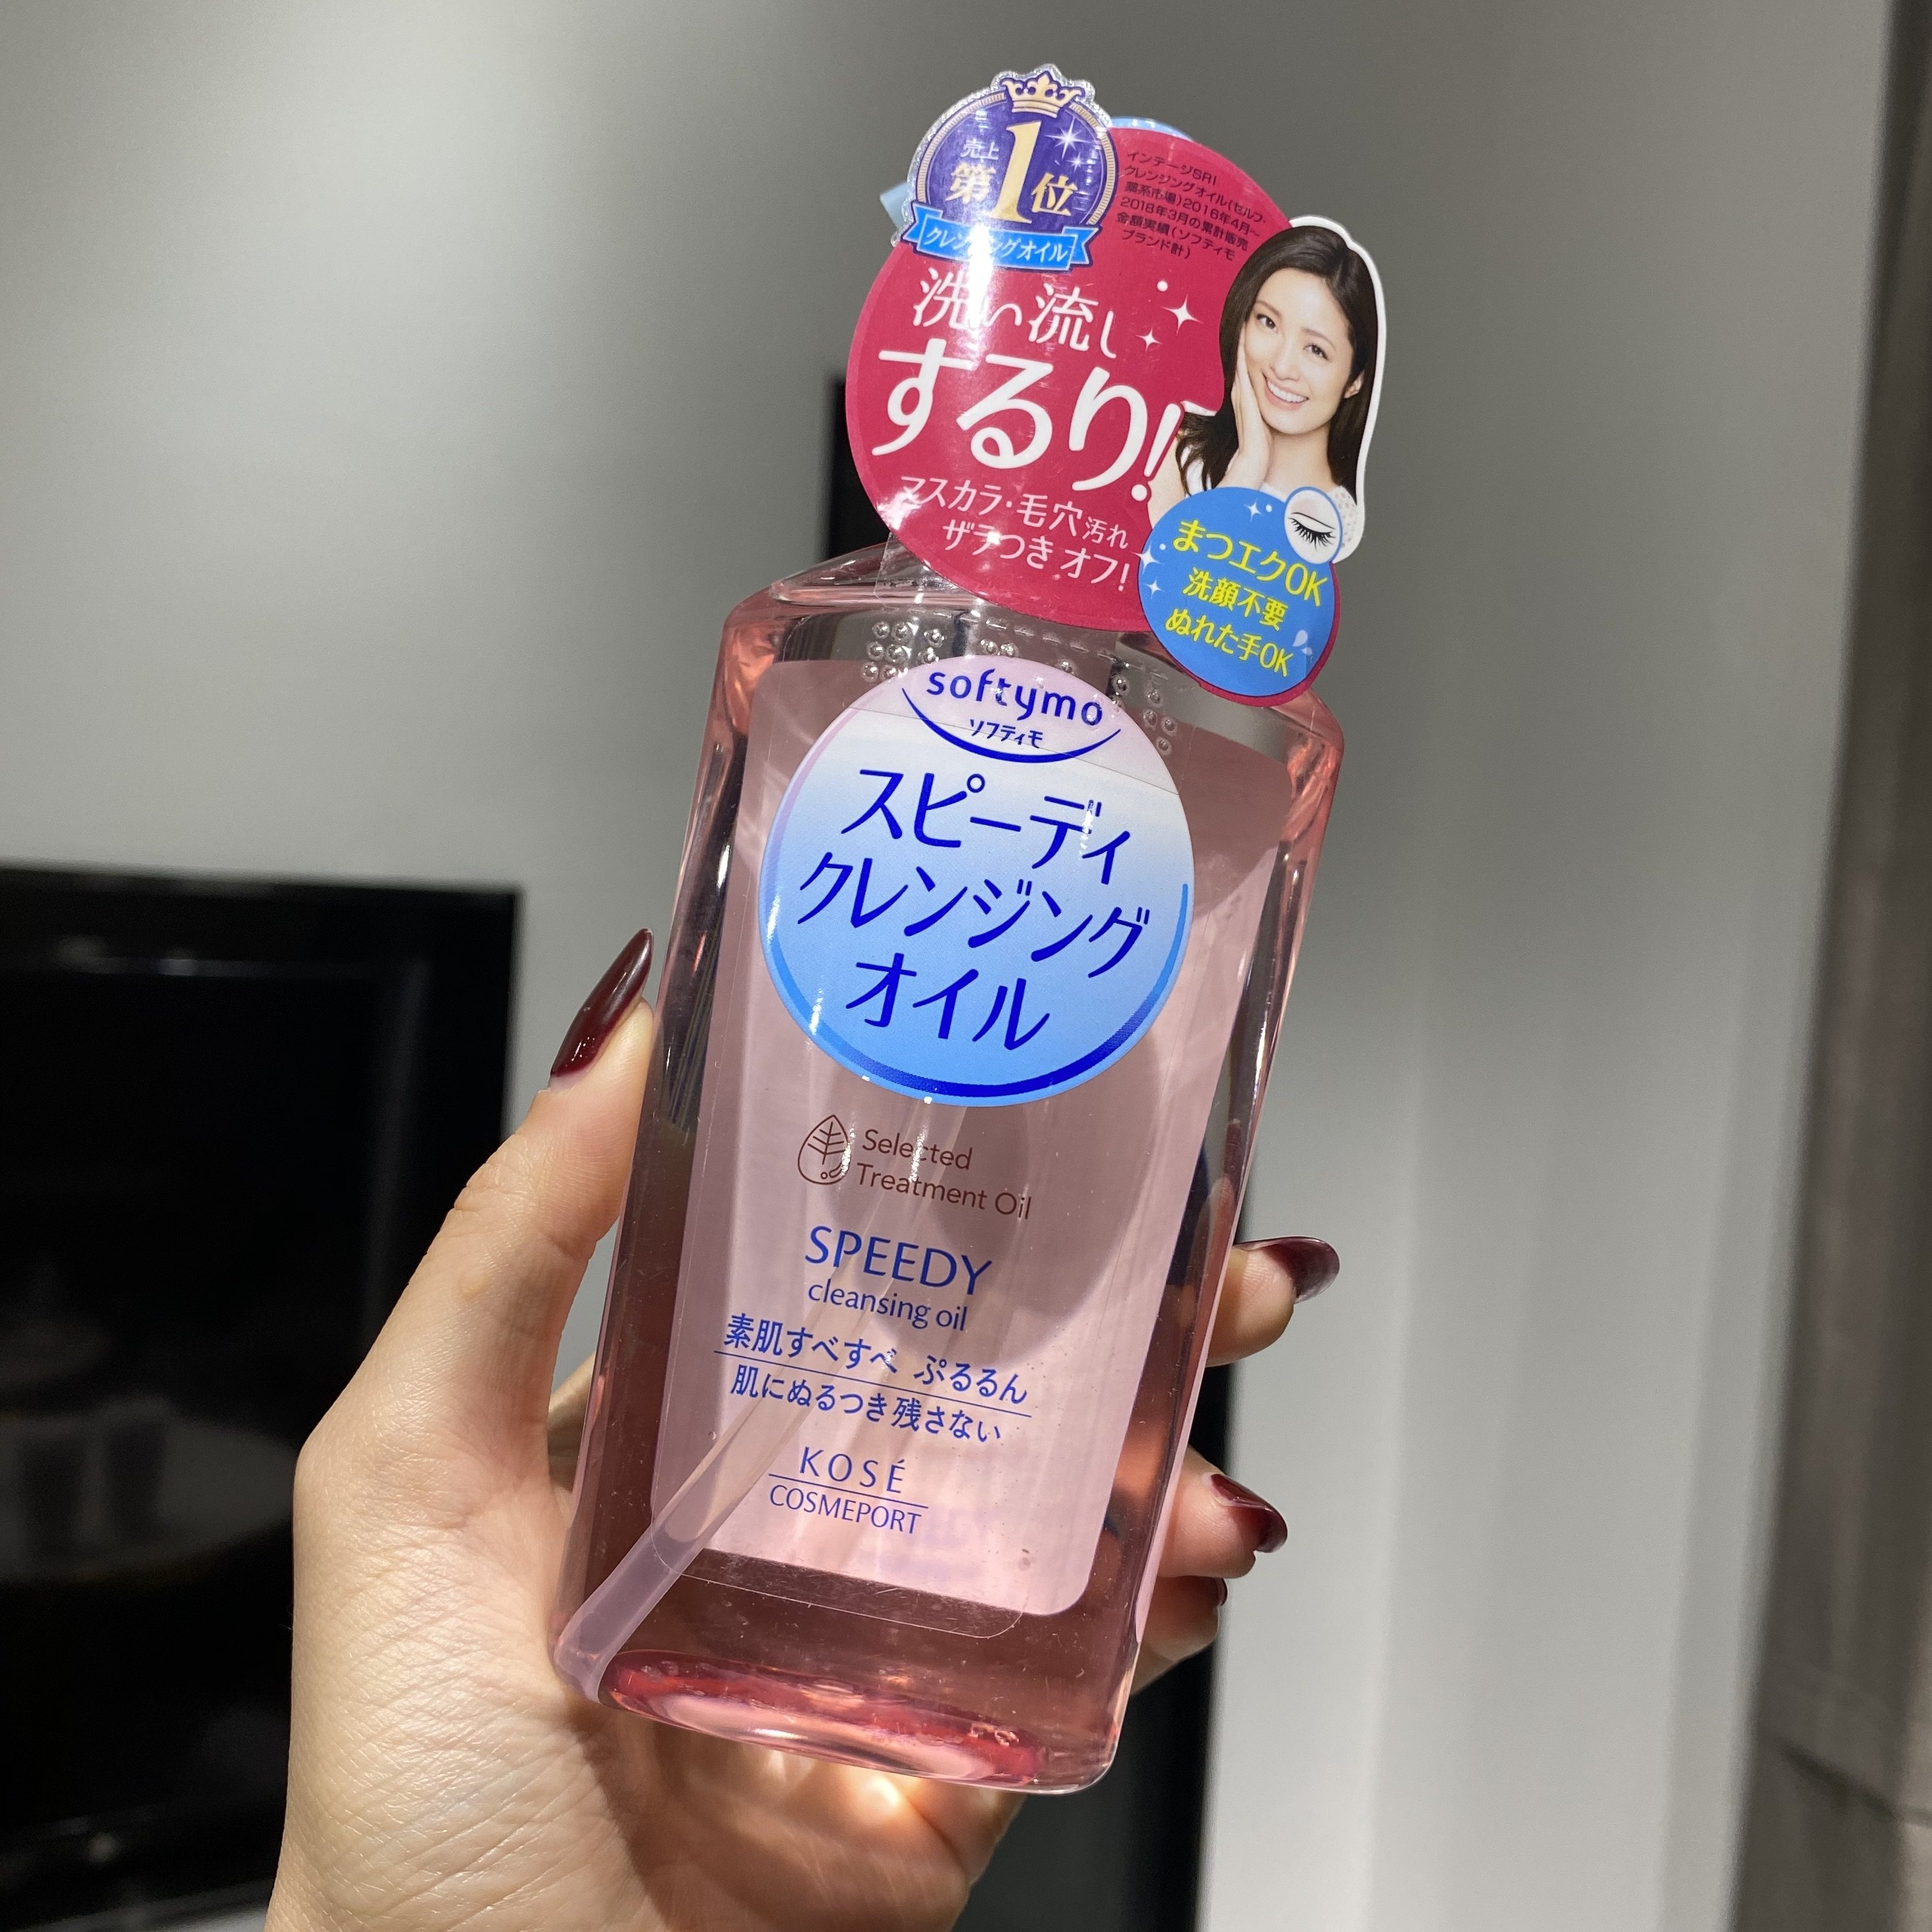 売上
第1位
クレンジングオイル
インテージSRI
クレンジングオイル(セルフ・
薬系市場)2016年4月~
2018年3月の累計販売
金額実績(ソフティモ
ブランド計)
洗い流し
するり!
マスカラ・毛穴汚れ
ザラつきオフ!
まつエクOK
洗顔不要
ぬれた手OK
softymo
ソフティモ
スピーディ
クレンジング
オイル
Selected
Treatment Oil
SPEEDY
cleansing oil
素肌すべすべ ぷるるん
肌にぬるつき残さない
KOSÉ
COSMEPORT